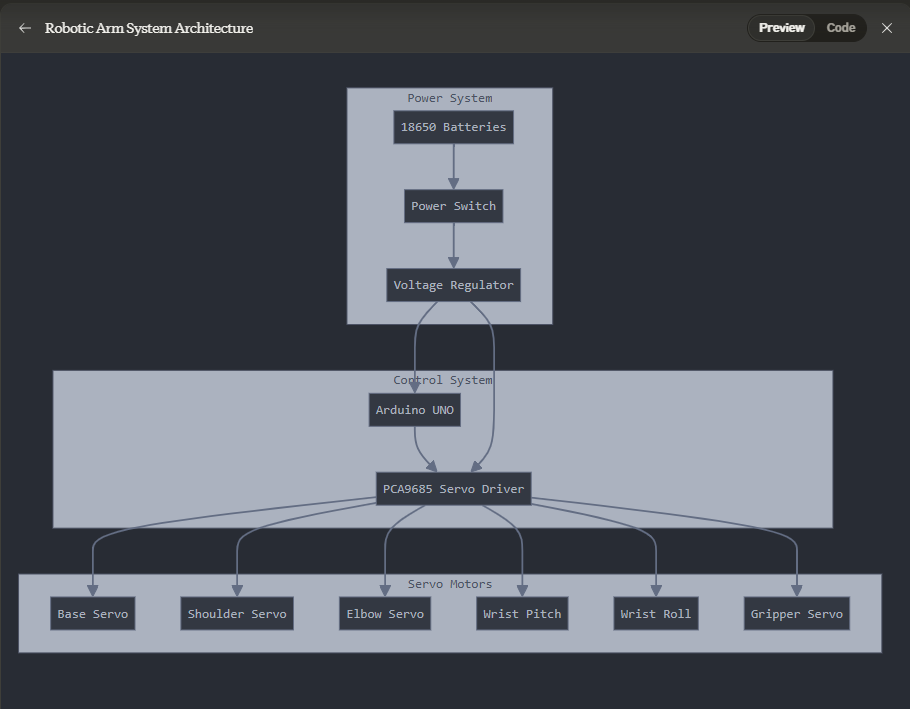 Robotic Arm System Architecture
Preview
Code
Power System
18650 Batteries
Power Switch
Voltage Regulator
Control System
Arduino UNO
PCA9685 Servo Driver
Servo Motors
Base Servo
Shoulder Servo
Elbow Servo
Wrist Pitch
Wrist Roll
Gripper Servo